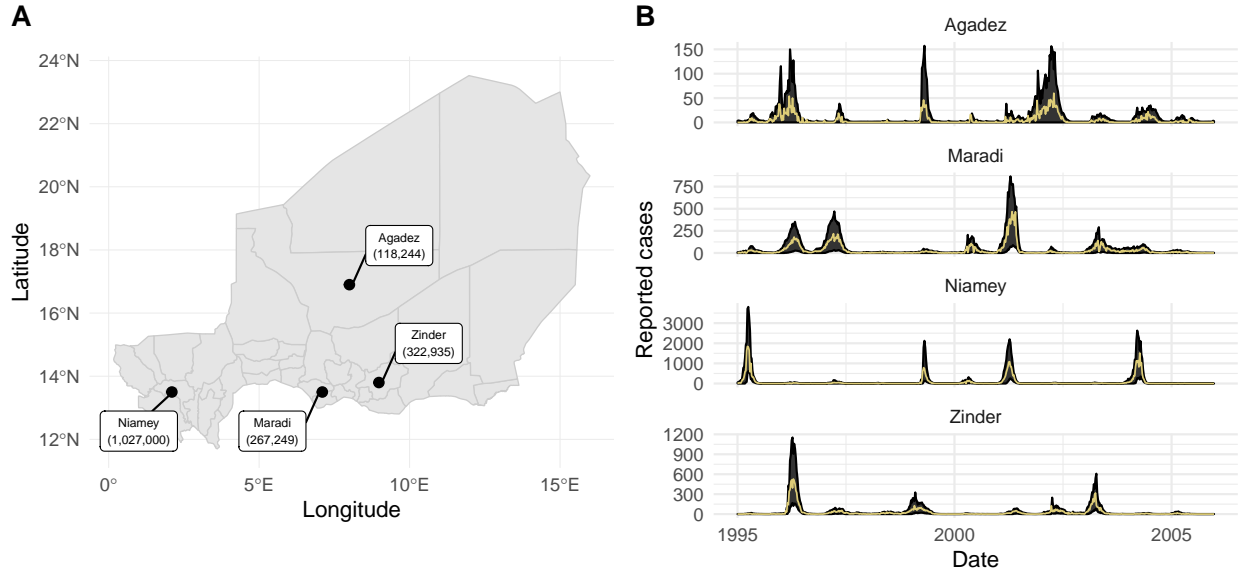 A
24°N
22°N
20°N
18°N
16°N
14°N
12°N
Latitude
Agadez
(118,244)
Zinder
(322,935)
Niamey
(1,027,000)
Maradi
(267,249)
0°
5°E
10°E
15°E
Longitude
B
Reported cases
Agadez
150
100
50
0
Maradi
750
500
250
0
Niamey
3000
2000
1000
0
Zinder
1200
900
600
300
0
1995
2000
2005
Date